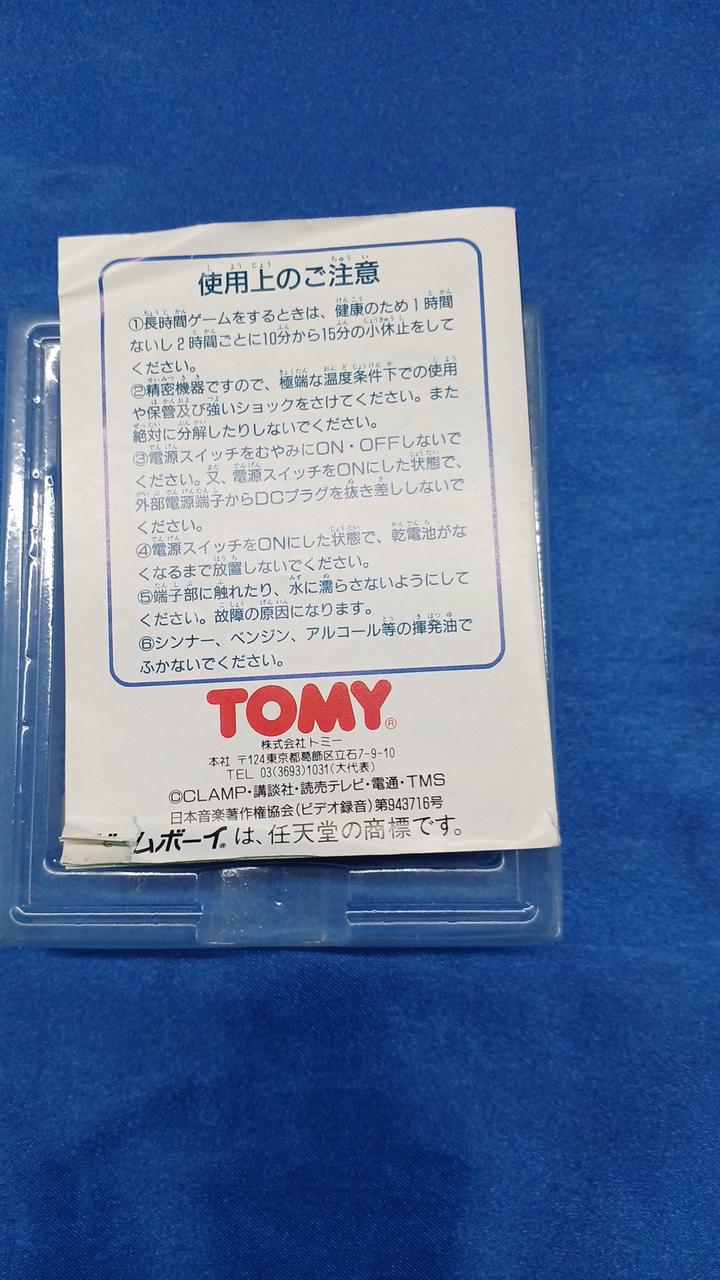 使用上のご注意
①長時間ゲームをするときは、健康のため1時間
ないし2時間ごとに10分から15分の小休止をして
ください。
②精密機器ですので、極端な温度条件下での使用
や保管及び強いショックをさけてください。また
絶対に分解したりしないでください。
③電源スイッチをむやみにON・OFFしないで
ください。又、電源スイッチをONにした状態で、
外部電源端子からDCプラグを抜き差ししないで
ください。
④電源スイッチをONにした状態で、乾電池がな
くなるまで放置しないでください。
⑤端子部に触れたり、水に濡らさないようにして
ください。故障の原因になります。
⑥シンナー、ベンジン、アルコール等の揮発油で
ふかないでください。
TOMY®
株式会社トミー
本社 〒124東京都葛飾区立石7-9-10
TEL 03(3693)1031(大代表)
©CLAMP・講談社・読売テレビ・電通・TMS
日本音楽著作権協会(ビデオ録音)第943716号
ゲームボーイ®は、任天堂の商標です。